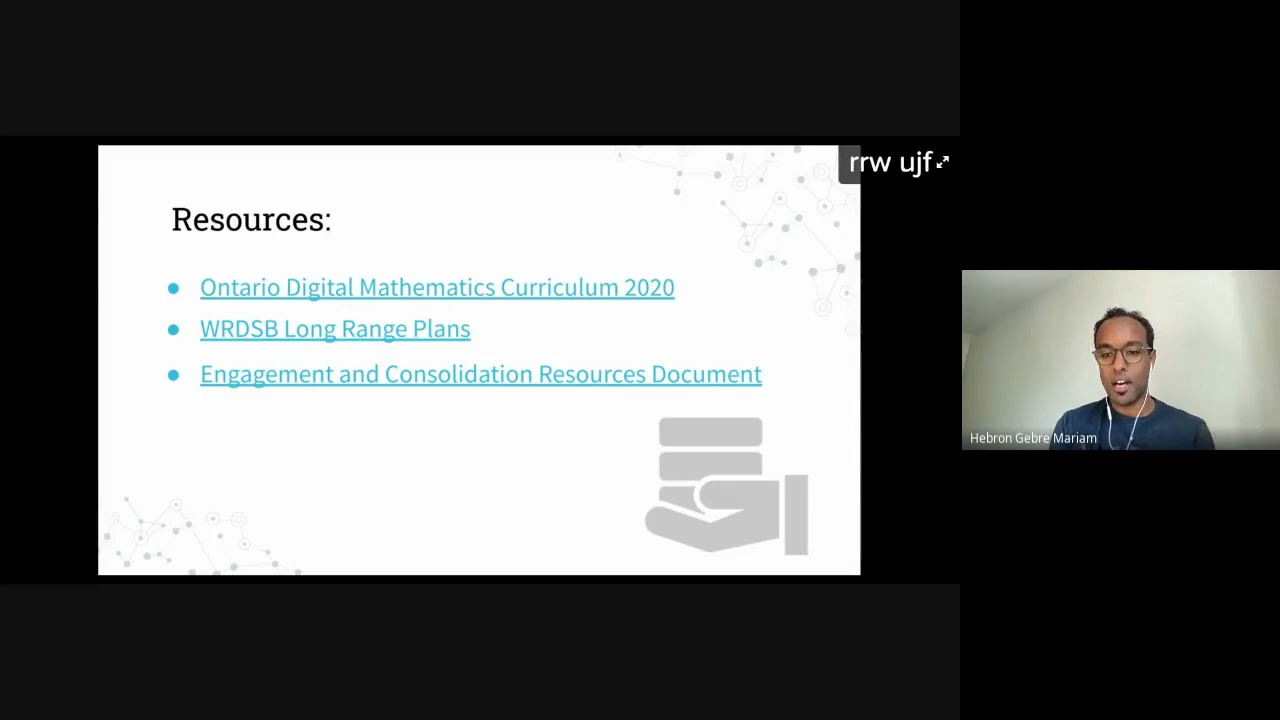 rrw ujf
Resources:
Ontario Digital Mathematics Curriculum 2020
WRDSB Long Range Plans
Engagement and Consolidation Resources Document
Hebron Gebre Mariam